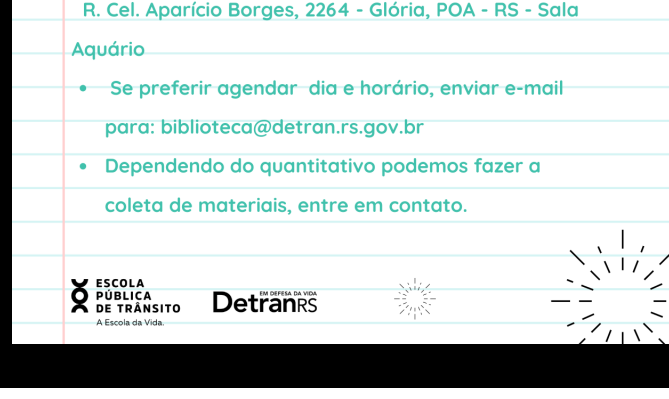 R. Cel. Aparício Borges, 2264 - Glória, POA - RS - Sala
Aquário
• Se preferir agendar dia e horário, enviar e-mail
para: biblioteca@detran.rs.gov.br
• Dependendo do quantitativo podemos fazer a
coleta de materiais, entre em contato.
ESCOLA
PÚBLICA
DE TRÂNSITO
A Escola da Vida.
EM DEFESA DA VIDA
DetranRS